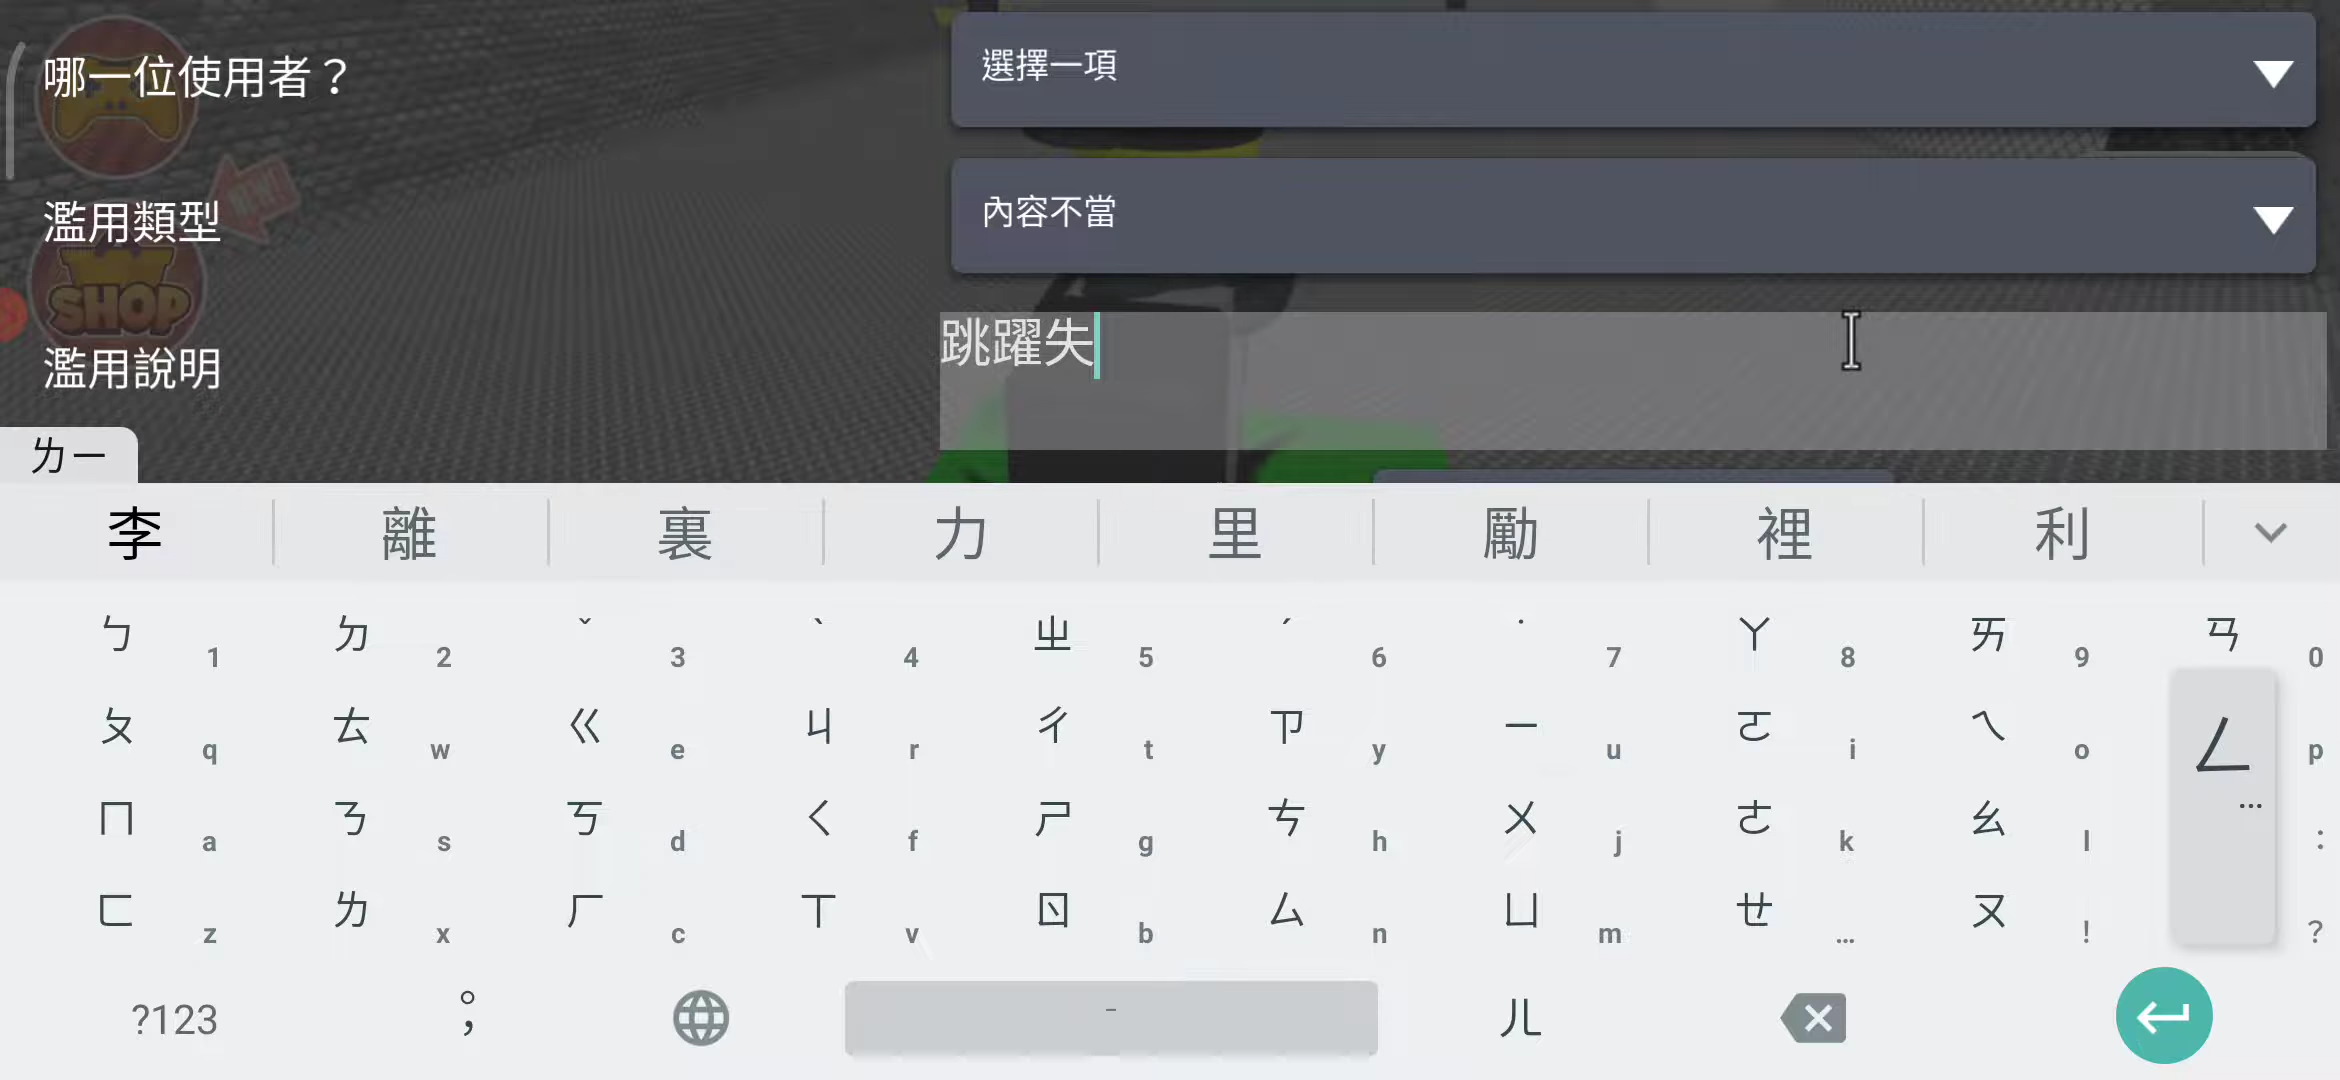 哪一位使用者？
選擇一項
濫用類型
內容不當
SHOP
濫用說明
跳躍失
ㄌㄧ
李 離 裏 力 里 勵 裡 利
ㄅ 1 ㄉ 2 ˇ 3 ˋ 4 ㄓ 5 ˊ 6 ˙ 7 ㄚ 8 ㄞ 9 ㄢ 0
ㄆ q ㄊ w ㄍ e ㄐ r ㄔ t ㄗ y ㄧ u ㄛ i ㄟ o ㄥ … p
ㄇ a ㄋ s ㄎ d ㄑ f ㄕ g ㄘ h ㄨ j ㄜ k ㄠ l :
ㄈ z ㄌ x ㄏ c ㄒ v ㄖ b ㄙ n ㄩ m ㄝ … ㄡ ! ?
?123 ° , ˉ ㄦ